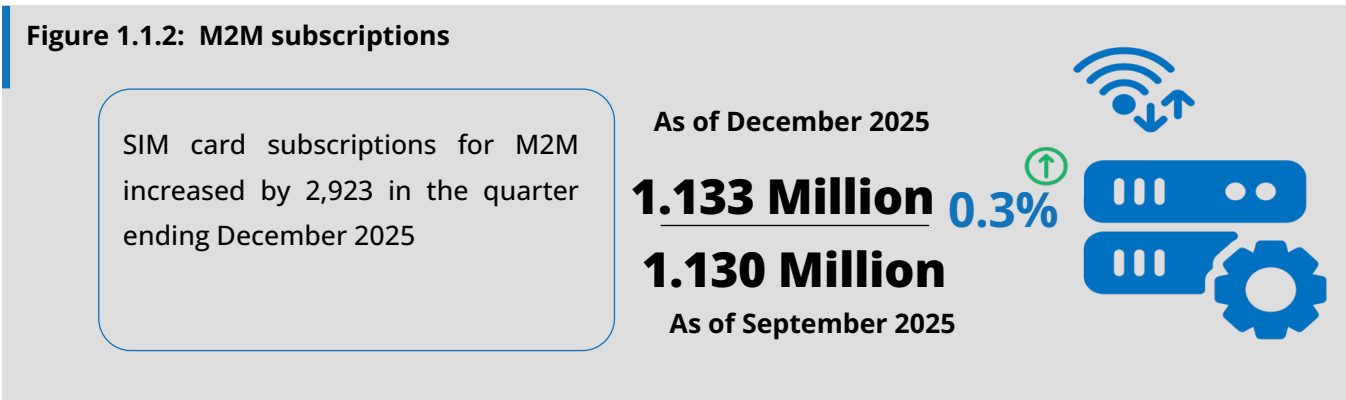 Figure 1.1.2: M2M subscriptions
SIM card subscriptions for M2M
increased by 2,923 in the quarter
ending December 2025
As of December 2025
1.133 Million
0.3%
1.130 Million
As of September 2025